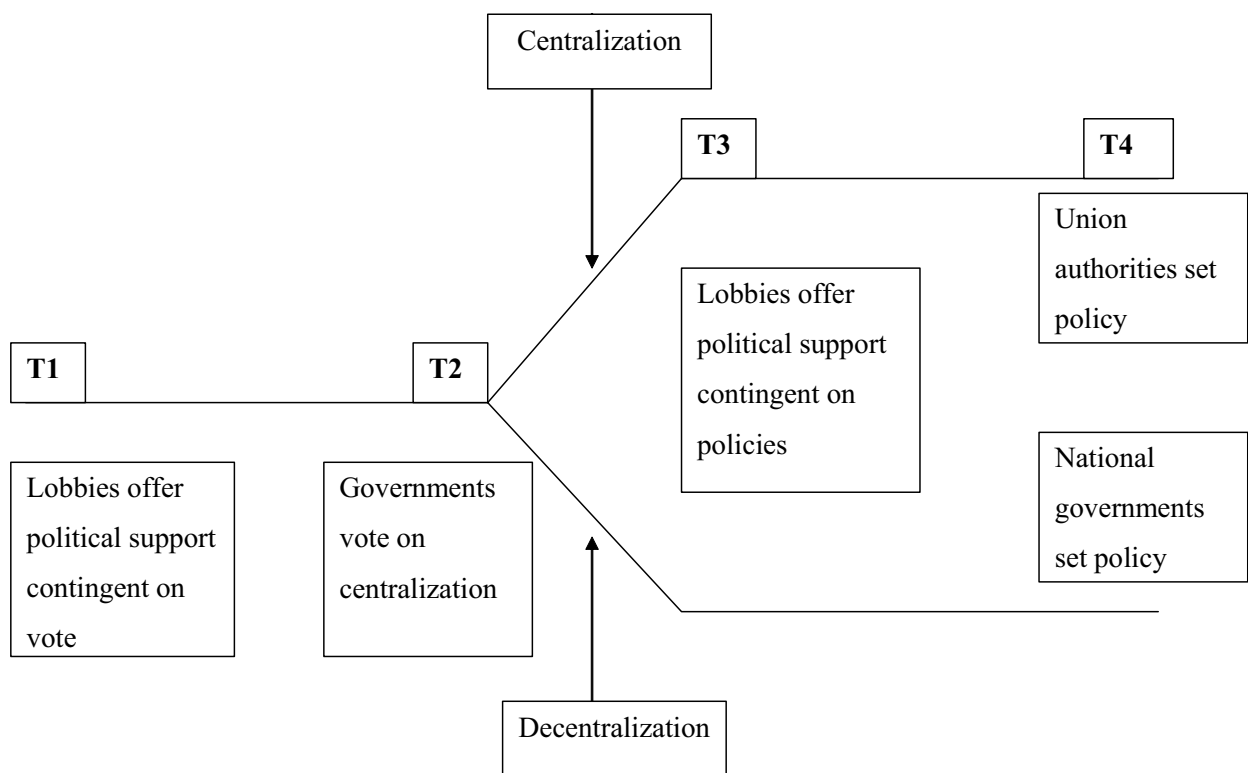 Centralization
T3
T4
Union
authorities set
policy
Lobbies offer
political support
contingent on
policies
T1
T2
Lobbies offer
political support
contingent on
vote
Governments
vote on
centralization
National
governments
set policy
Decentralization